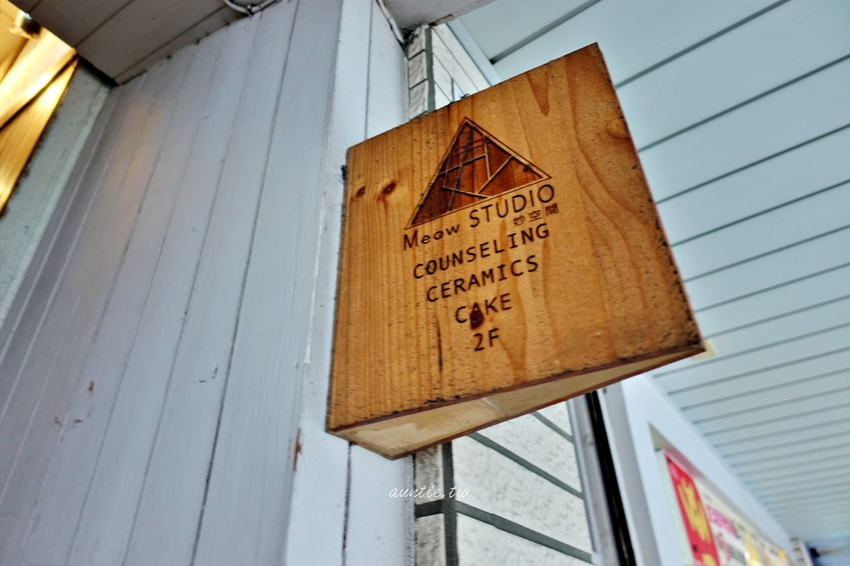 Meow STUDIO
妙空間
COUNSELING
CERAMICS
CAKE
2F
auntie.tw